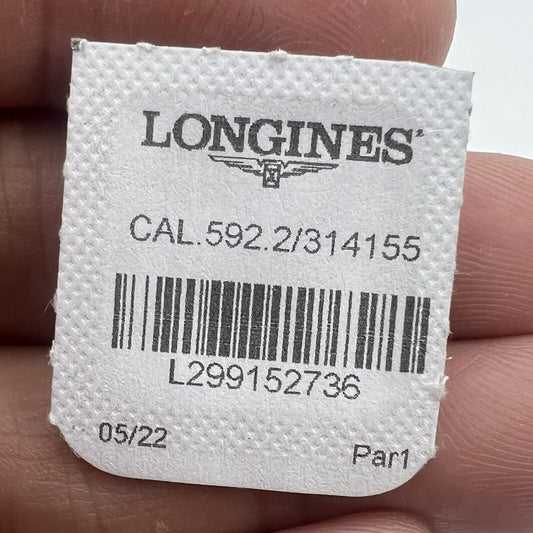 LONGINES
CAL.592.2/314155
L299152736
05/22
Par1